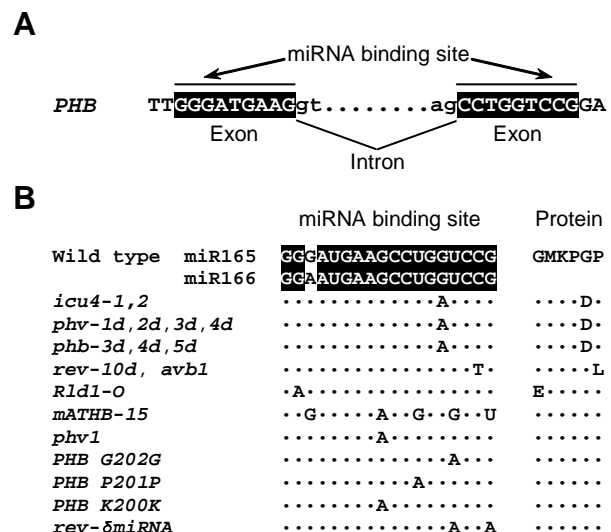 A
miRNA binding site
PHB TTGGGATGAAGgt........agCCTGGTCCGGA
Exon Exon
Intron
B
miRNA binding site Protein
Wild type miR165 GGGAUGAAGCCUGGUCCG GMKPGP
miR166 GGAAUGAAGCCUGGUCCG
icu4-1,2 ·············A···· ····D·
phv-1d,2d,3d,4d ·············A···· ····D·
phb-3d,4d,5d ·············A···· ····D·
rev-10d, avb1 ················T· ·····L
Rld1-O ·A················ E·····
mATHB-15 ··G·····A··G··G··U ······
phv1 ········A········· ······
PHB G202G ··············A··· ······
PHB P201P ···········A······ ······
PHB K200K ········A········· ······
rev-δmiRNA ··············A··A ······